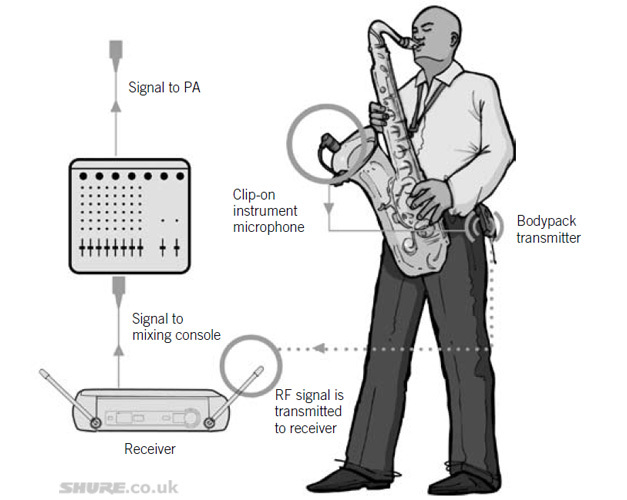 Signal to PA
Clip-on
instrument
microphone
Bodypack
transmitter
Signal to
mixing console
RF signal is
transmitted
to receiver
Receiver
SHURE.co.uk